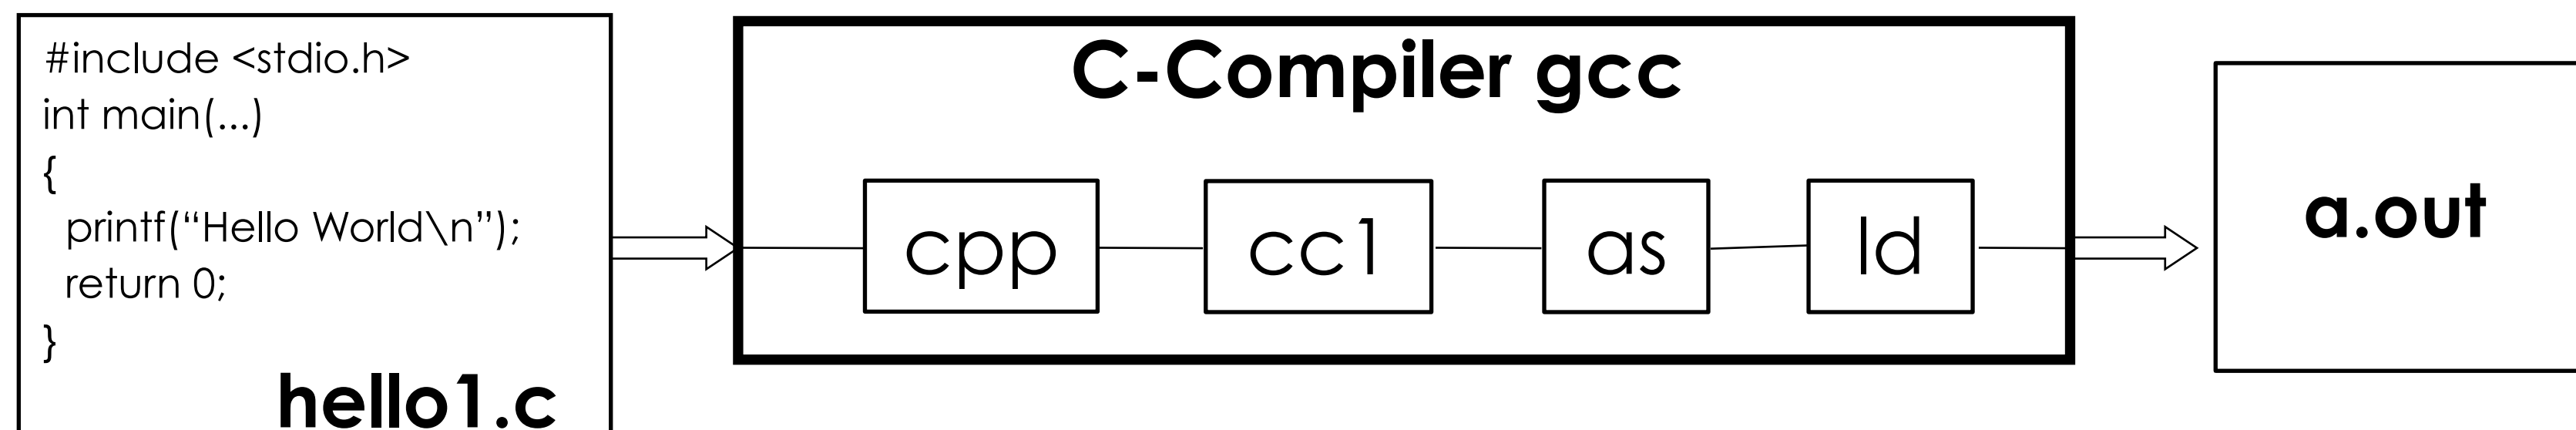 #include <stdio.h>
int main(...)
{
printf(“Hello World\n”);
return 0;
}
hello1.c
C-Compiler gcc
cpp
cc1
as
ld
a.out